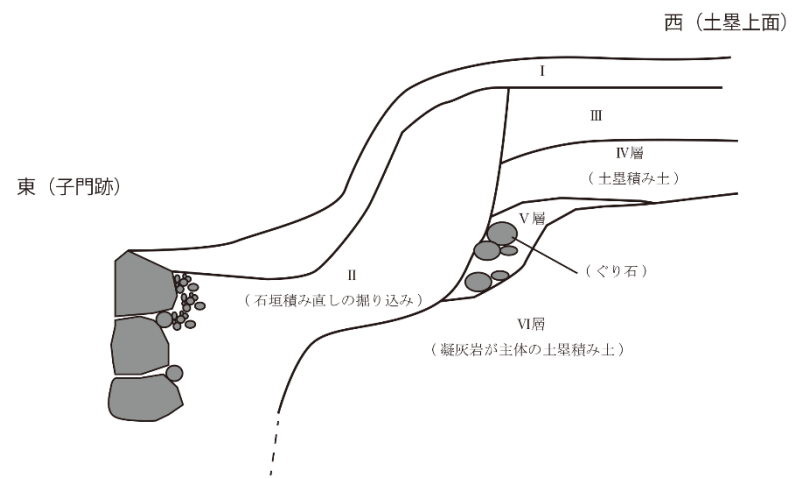 西（土塁上面）
Ⅰ
Ⅲ
Ⅳ層
（土塁積み土）
東（子門跡）
Ⅴ層
Ⅱ
（石垣積み直しの掘り込み）
（ぐり石）
Ⅵ層
（凝灰岩が主体の土塁積み土）